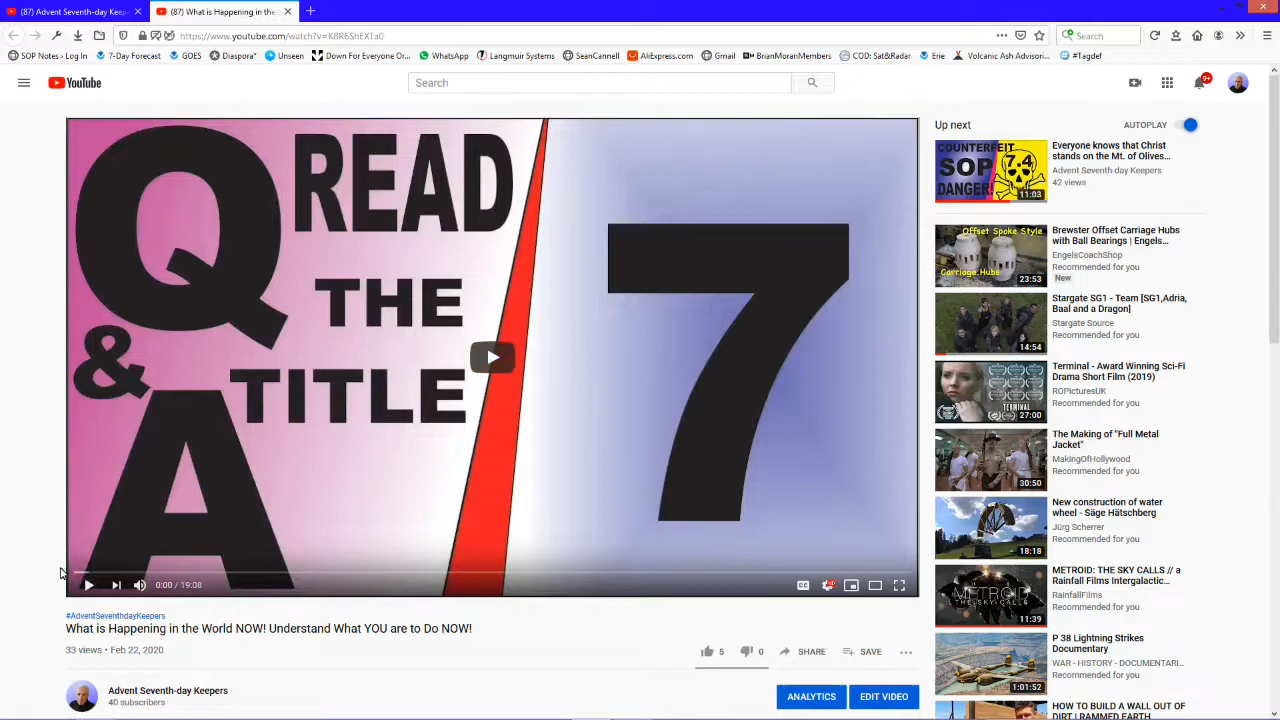 (87) Advent Seventh-day Keep
(87) What is Happening in the
https://www.youtube.com/watch?v=K8R6ShEXTa0
Search
SOP Notes › Log In
7-Day Forecast
GOES
Diaspora*
Unseen
Down For Everyone Or...
WhatsApp
Langmuir Systems
SeanCannell
AliExpress.com
Gmail
BrianMoranMembers
COD: Sat&Radar
Erie
Volcanic Ash Advisori...
#Tagdef
YouTube
Search
9+
Q
&
A
READ
THE
TITLE
7
0:00 / 19:08
CC
HD
#AdventSeventhdayKeepers
What is Happening in the World NOW! Understand What YOU are to Do NOW!
33 views • Feb 22, 2020
5
0
SHARE
SAVE
Advent Seventh-day Keepers
40 subscribers
ANALYTICS
EDIT VIDEO
Up next
AUTOPLAY
COUNTERFEIT
SOP
DANGER!
7.4
11:03
Everyone knows that Christ
stands on the Mt. of Olives...
Advent Seventh-day Keepers
42 views
Offset Spoke Style
Carriage Hubs
23:53
Brewster Offset Carriage Hubs
with Ball Bearings | Engels...
EngelsCoachShop
Recommended for you
New
14:54
Stargate SG1 - Team [SG1,Adria,
Baal and a Dragon]
Stargate Source
Recommended for you
TERMINAL
27:00
Terminal - Award Winning Sci-Fi
Drama Short Film (2019)
ROPicturesUK
Recommended for you
30:50
The Making of "Full Metal
Jacket"
MakingOfHollywood
Recommended for you
18:18
New construction of water
wheel - Säge Hätschberg
Jürg Scherrer
Recommended for you
METROID
THE SKY CALLS
11:39
METROID: THE SKY CALLS // a
Rainfall Films Intergalactic...
RainfallFilms
Recommended for you
1:01:52
P 38 Lightning Strikes
Documentary
WAR - HISTORY - DOCUMENTARI...
Recommended for you
HOW TO BUILD A WALL OUT OF
DIRT | RAMMED EARTH